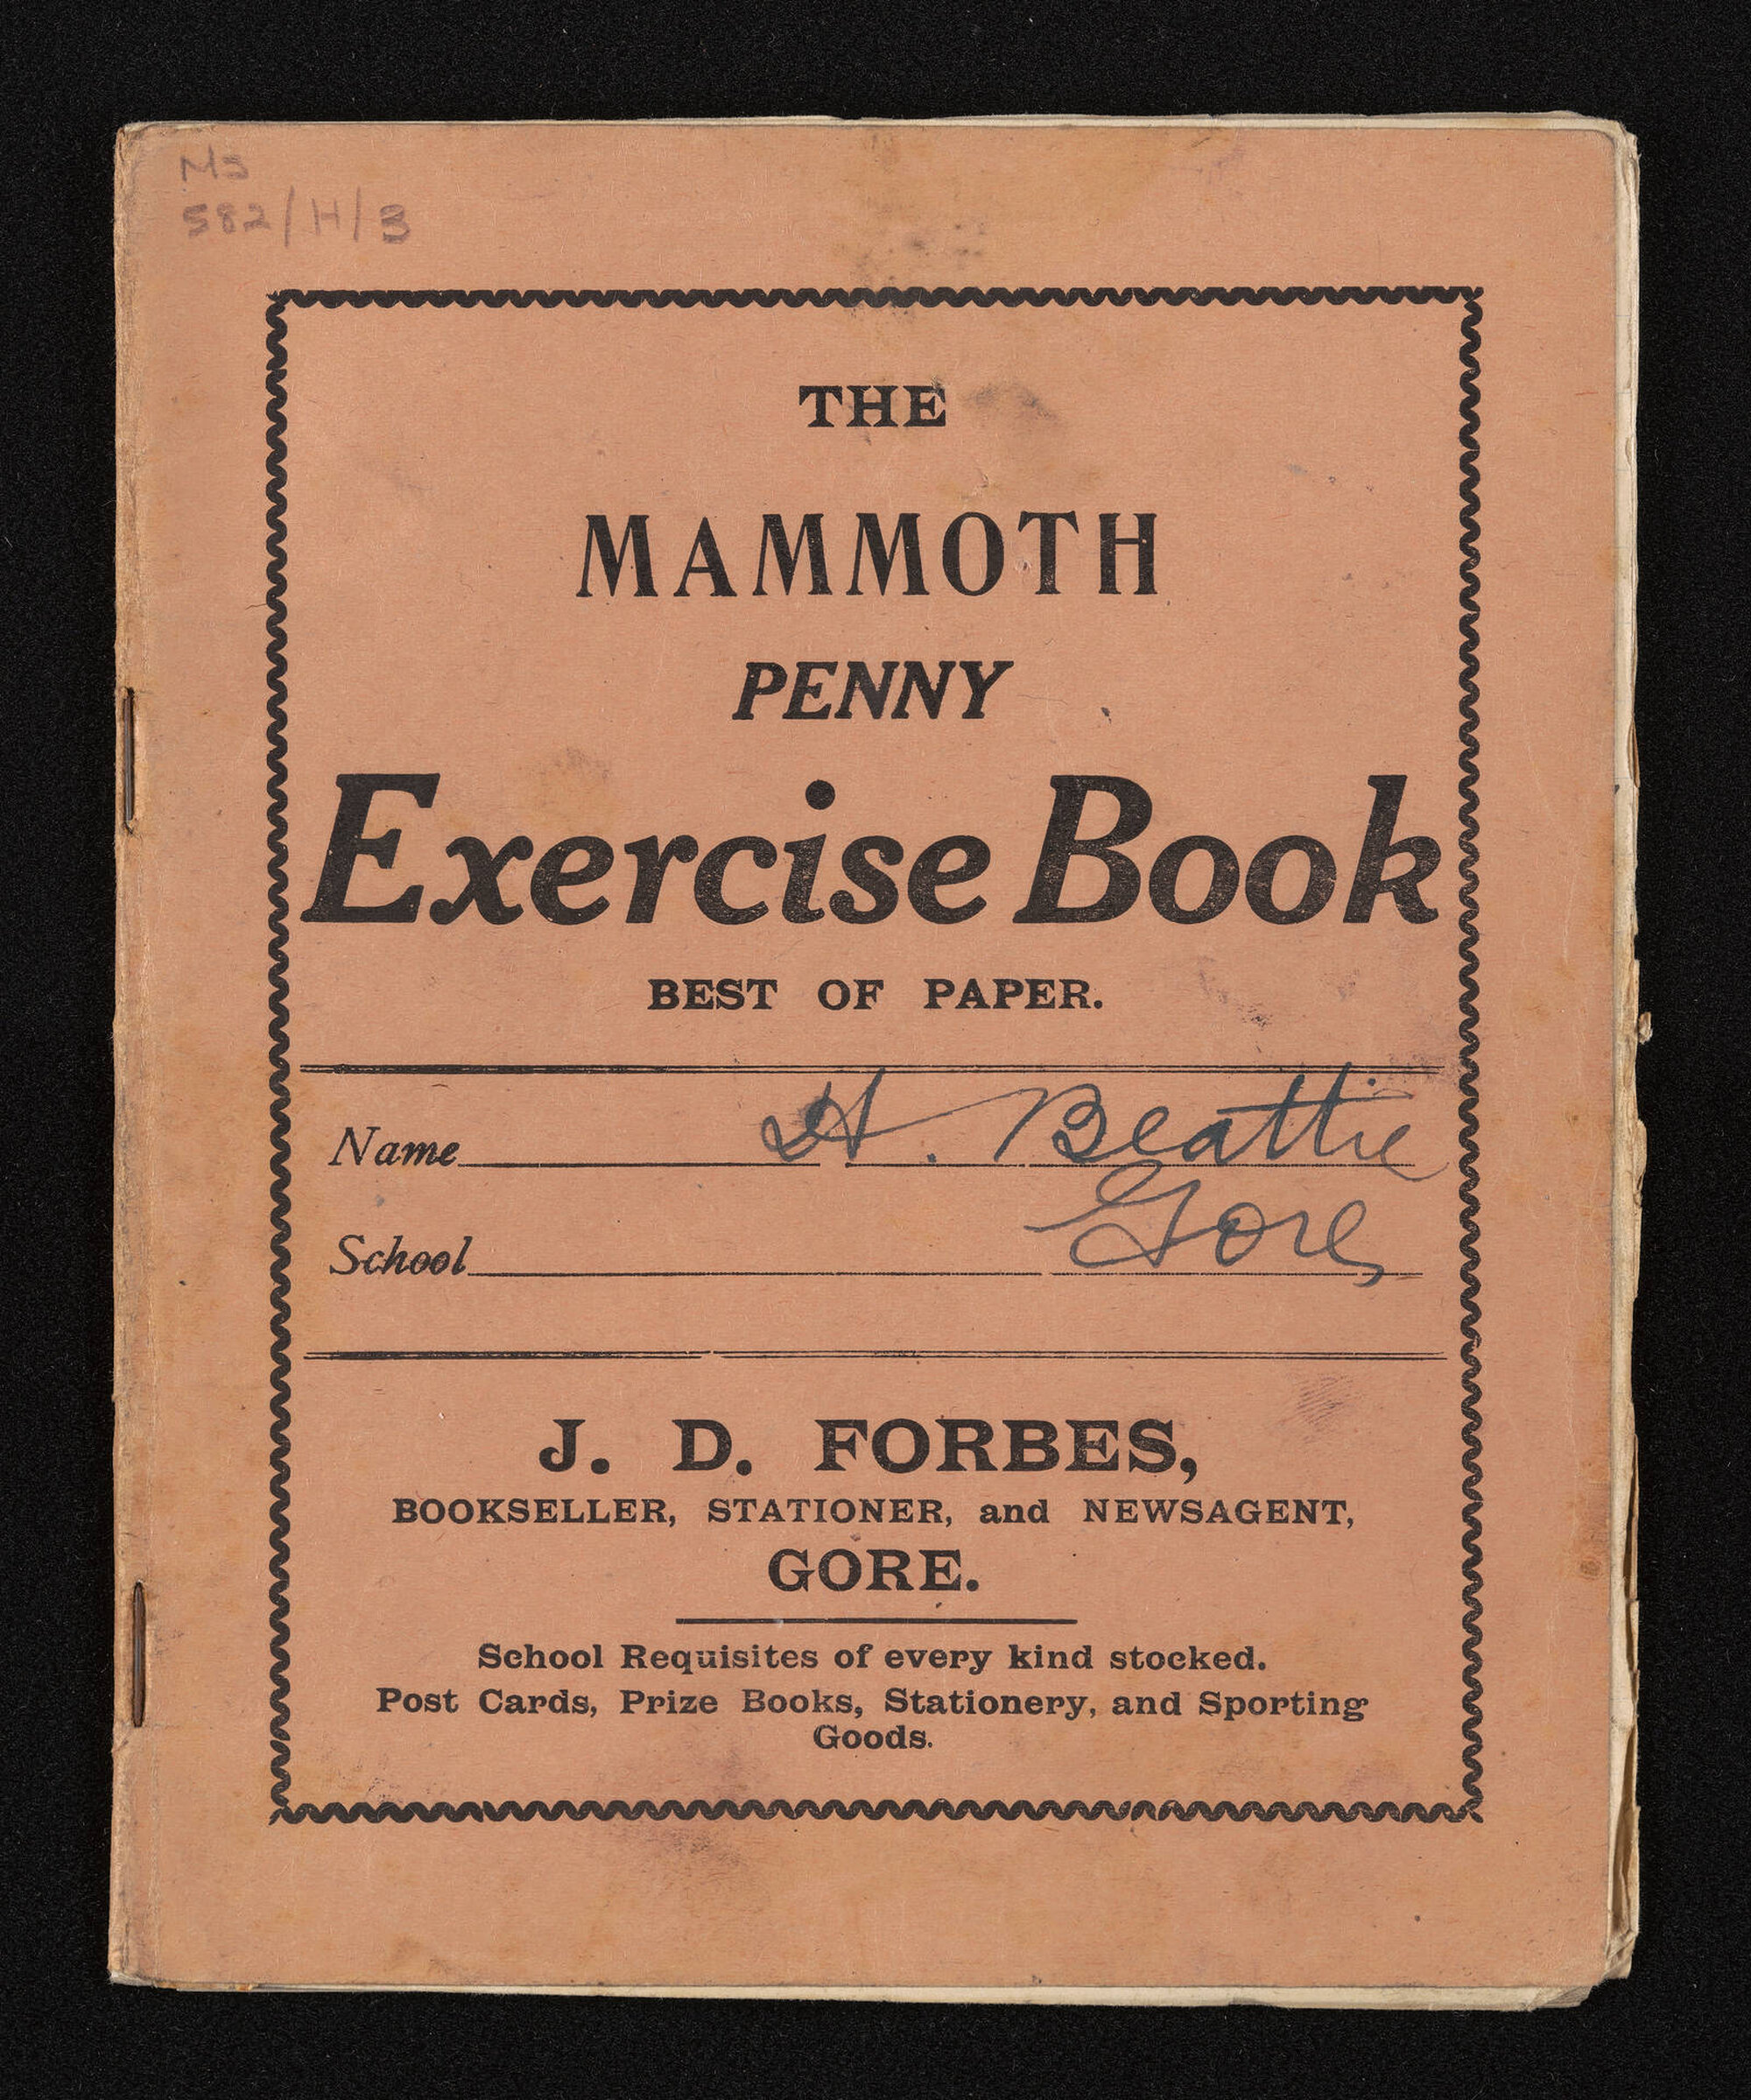 MS
582/H/3
THE
MAMMOTH
PENNY
Exercise Book
BEST OF PAPER.
Name H. Beattie
School Gore
J. D. FORBES,
BOOKSELLER, STATIONER, and NEWSAGENT,
GORE.
School Requisites of every kind stocked.
Post Cards, Prize Books, Stationery, and Sporting
Goods.